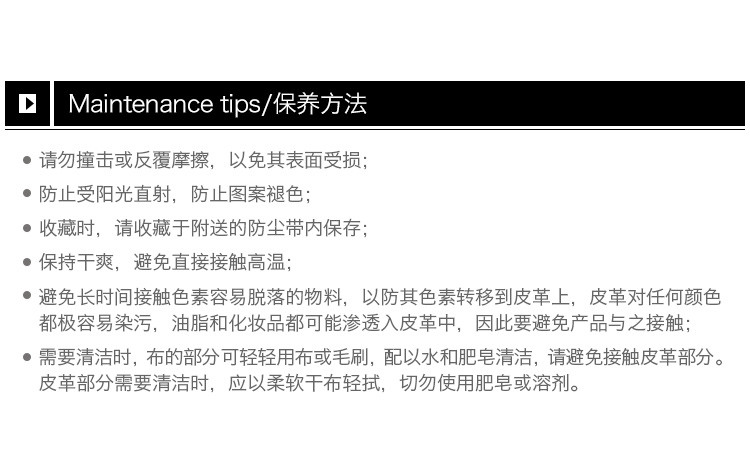 Maintenance tips/保养方法
请勿撞击或反覆摩擦，以免其表面受损；
防止受阳光直射，防止图案褪色；
收藏时，请收藏于附送的防尘带内保存；
保持干爽，避免直接接触高温；
避免长时间接触色素容易脱落的物料，以防其色素转移到皮革上，皮革对任何颜色
都极容易染污，油脂和化妆品都可能渗透入皮革中，因此要避免产品与之接触；
需要清洁时，布的部分可轻轻用布或毛刷，配以水和肥皂清洁，请避免接触皮革部分。
皮革部分需要清洁时，应以柔软干布轻拭，切勿使用肥皂或溶剂。